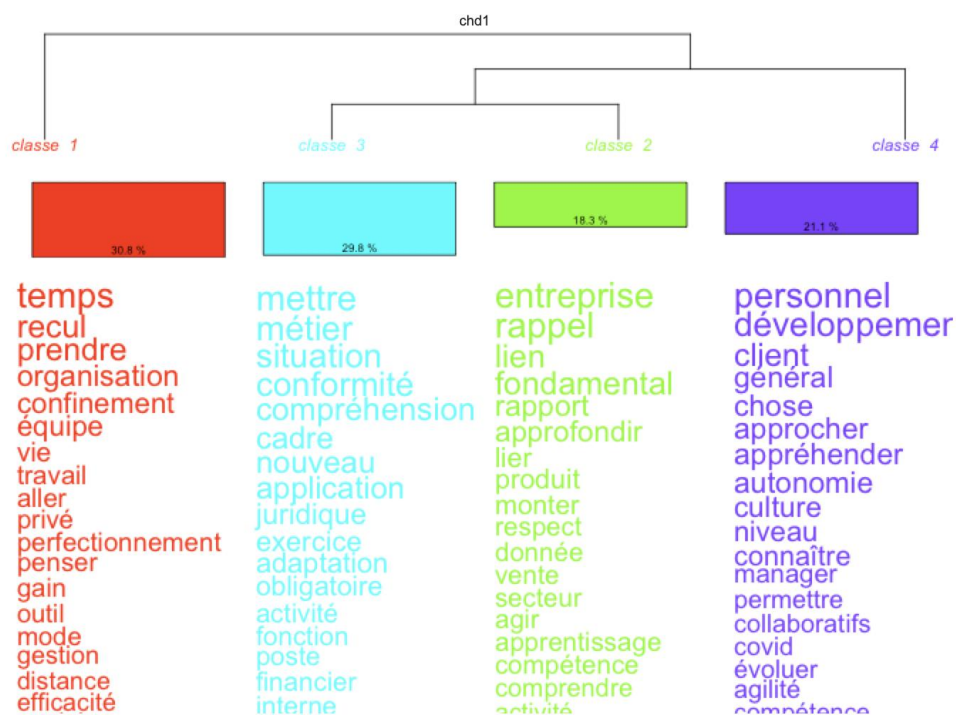 chd1
classe 1
classe 3
classe 2
classe 4
30.8 %
29.8 %
18.3 %
21.1 %
temps
recul
prendre
organisation
confinement
équipe
vie
travail
aller
privé
perfectionnement
penser
gain
outil
mode
gestion
distance
efficacité
mettre
métier
situation
conformité
compréhension
cadre
nouveau
application
juridique
exercice
adaptation
obligatoire
activité
fonction
poste
financier
interne
entreprise
rappel
lien
fondamental
rapport
approfondir
lier
produit
monter
respect
donnée
vente
secteur
agir
apprentissage
compétence
comprendre
activité
personnel
développemer
client
général
chose
approcher
appréhender
autonomie
culture
niveau
connaître
manager
permettre
collaboratifs
covid
évoluer
agilité
compétence